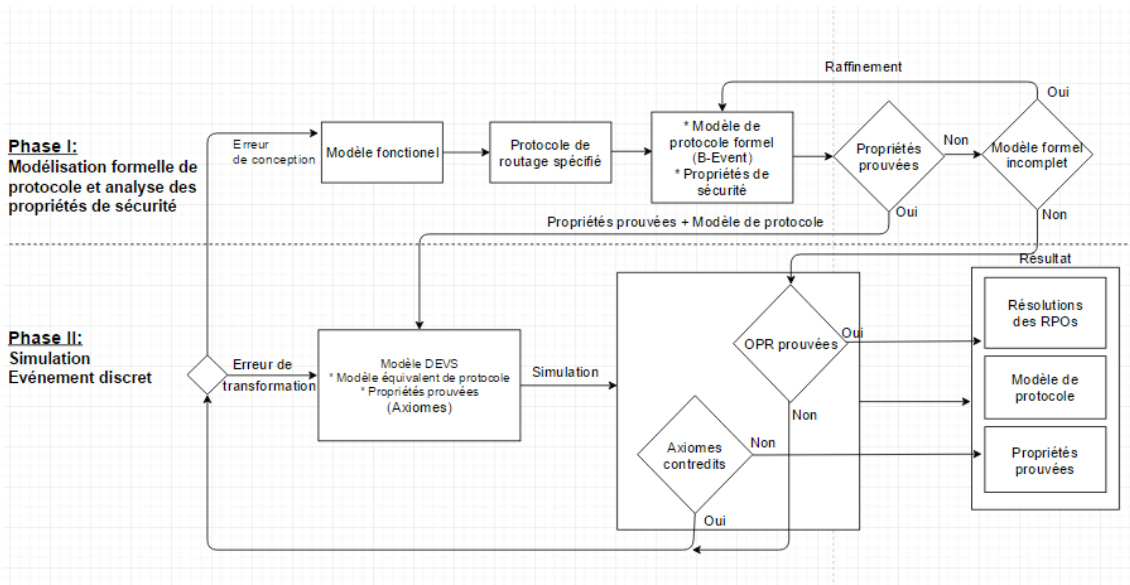 Raffinement
Oui
Phase I:
Modélisation formelle de
protocole et analyse des
propriétés de sécurité
Erreur
de conception
Modèle fonctionel
Protocole de
routage spécifié
* Modèle de
protocole formel
(B-Event)
* Propriétés de
sécurité
Propriétés
prouvées
Non
Modèle formel
incomplet
Oui
Non
Propriétés prouvées + Modèle de protocole
Phase II:
Simulation
Evénement discret
Erreur de
transformation
Modèle DEVS
* Modèle équivalent de protocole
* Propriétés prouvées
(Axiomes)
Simulation
OPR prouvées
Oui
Non
Axiomes
contredits
Non
Oui
Résultat
Résolutions
des RPOs
Modèle de
protocole
Propriétés
prouvées